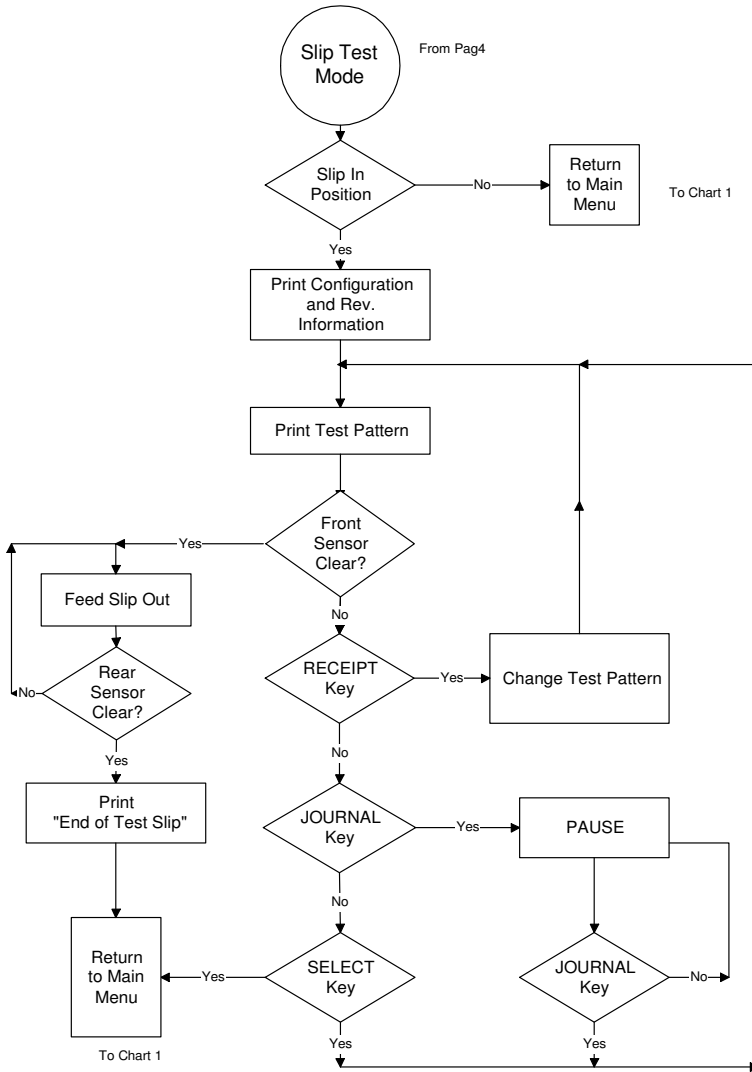 Slip Test
Mode
From Pag4
Slip In
Position
No
Return
to Main
Menu
To Chart 1
Yes
Print Configuration
and Rev.
Information
Print Test Pattern
Front
Sensor
Clear?
Yes
Feed Slip Out
No
Rear
Sensor
Clear?
No
RECEIPT
Key
Yes
Change Test Pattern
Yes
No
Print
"End of Test Slip"
JOURNAL
Key
Yes
PAUSE
No
Return
to Main
Menu
Yes
SELECT
Key
JOURNAL
Key
No
Yes
Yes
To Chart 1